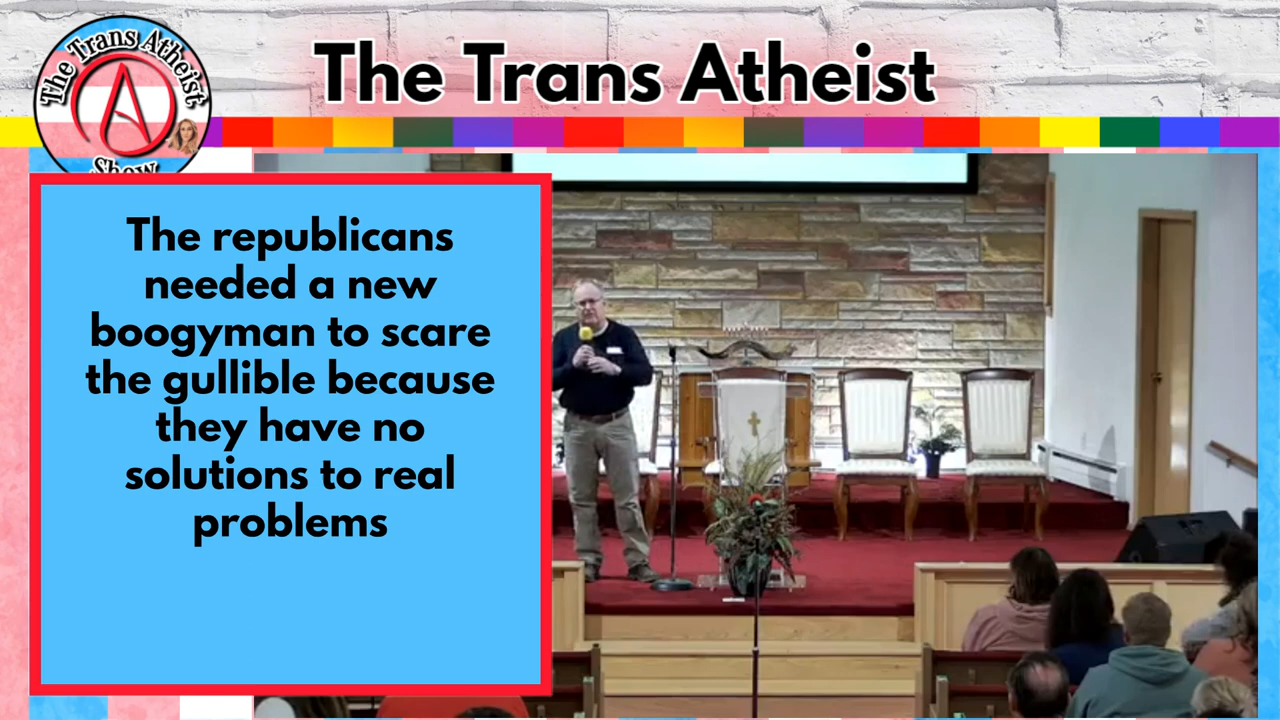 The Trans Atheist
The Trans Atheist
Show
The republicans
needed a new
boogyman to scare
the gullible because
they have no
solutions to real
problems